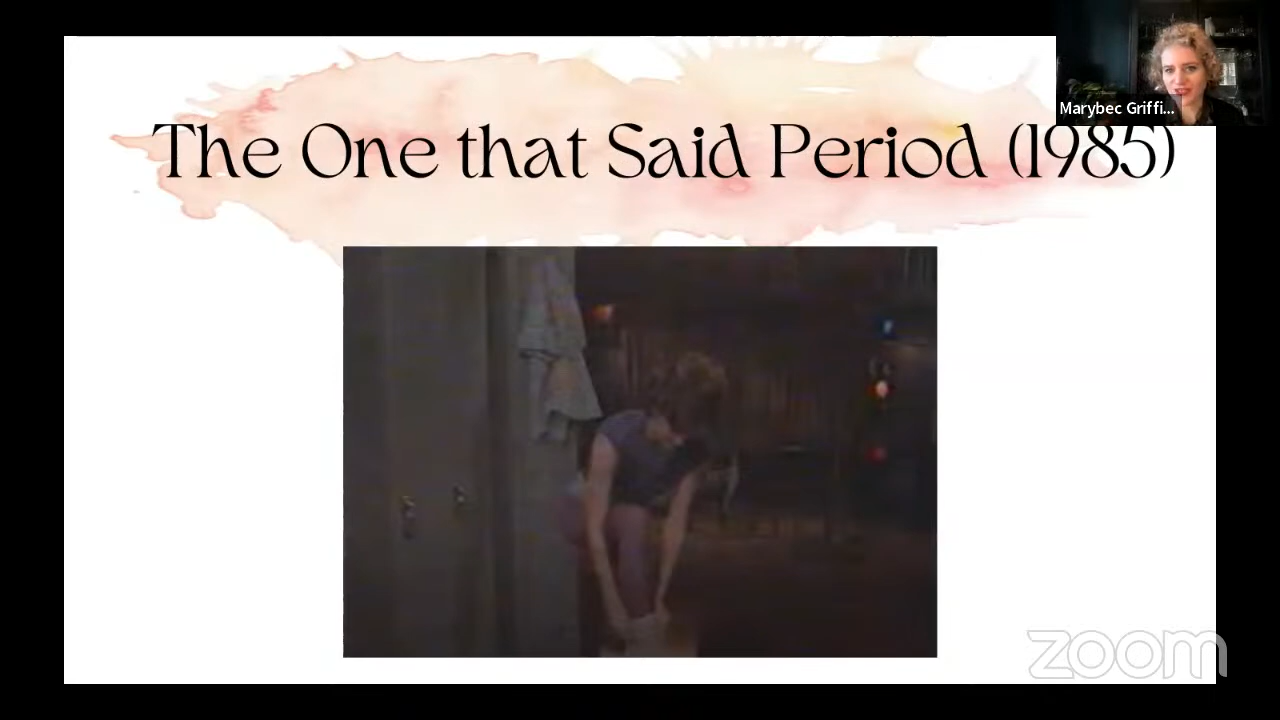 Marybec Griffi...
The One that Said Period (1985)
zoom